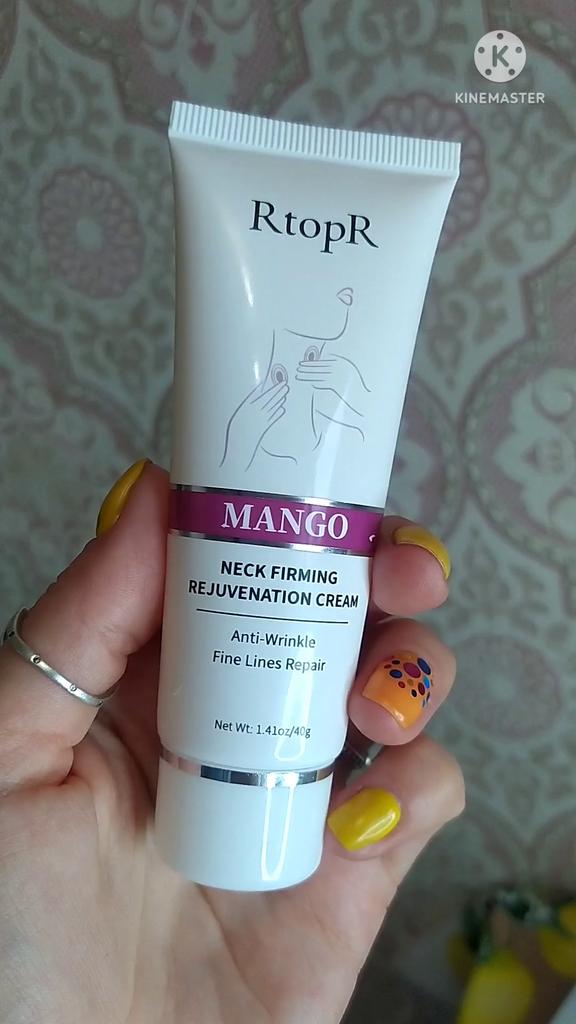 K
KINEMASTER
RtopR
MANGO
NECK FIRMING
REJUVENATION CREAM
Anti-Wrinkle
Fine Lines Repair
Net Wt: 1.41oz/40g